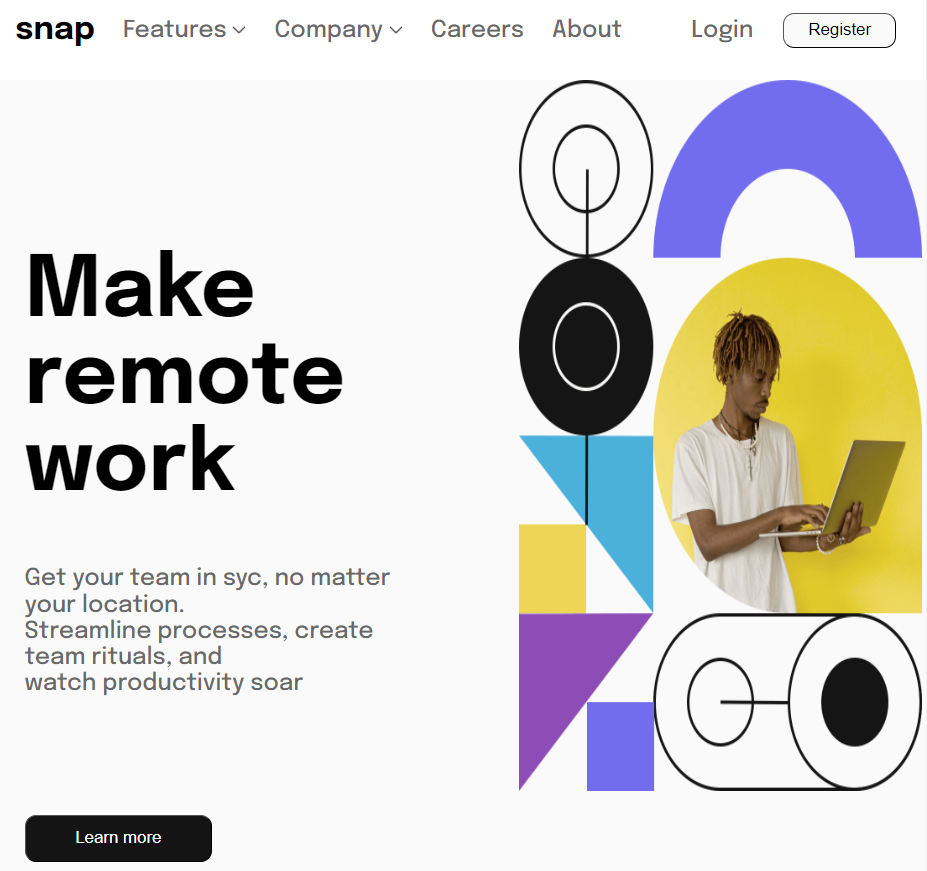 snap Features Company Careers About Login Register
Make
remote
work
Get your team in syc, no matter
your location.
Streamline processes, create
team rituals, and
watch productivity soar
Learn more